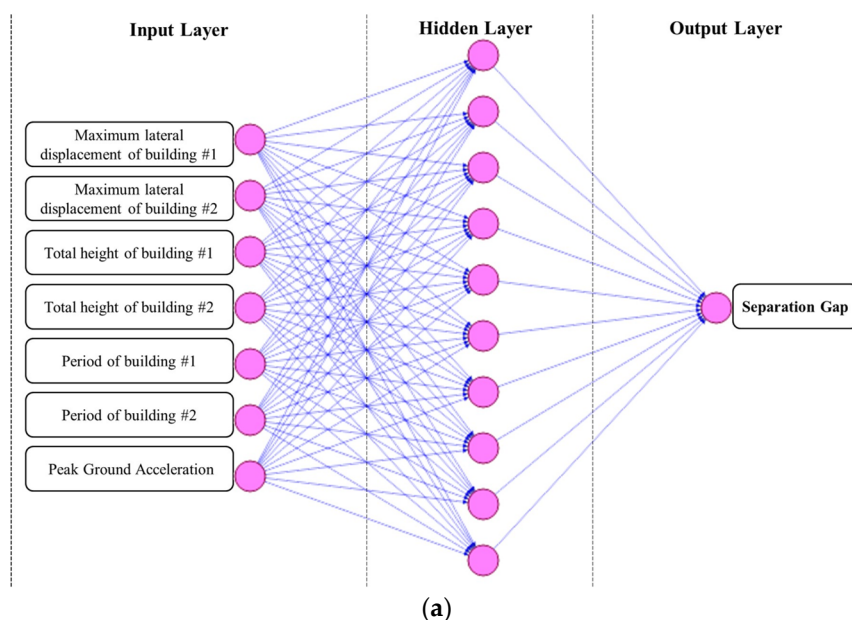 Input Layer
Hidden Layer
Output Layer
Maximum lateral
displacement of building #1
Maximum lateral
displacement of building #2
Total height of building #1
Total height of building #2
Period of building #1
Period of building #2
Peak Ground Acceleration
Separation Gap
(a)